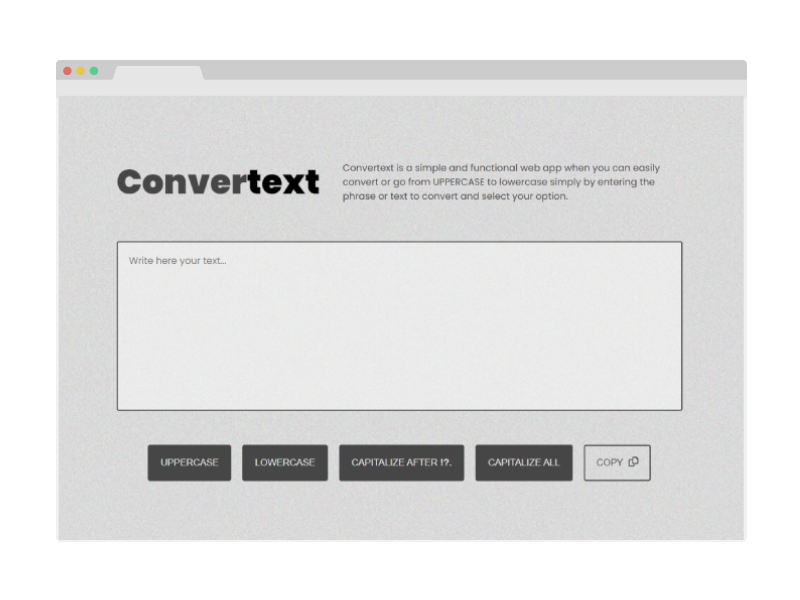 Convertext
Convertext is a simple and functional web app when you can easily
convert or go from UPPERCASE to lowercase simply by entering the
phrase or text to convert and select your option.
Write here your text...
UPPERCASE
LOWERCASE
CAPITALIZE AFTER !?.
CAPITALIZE ALL
COPY